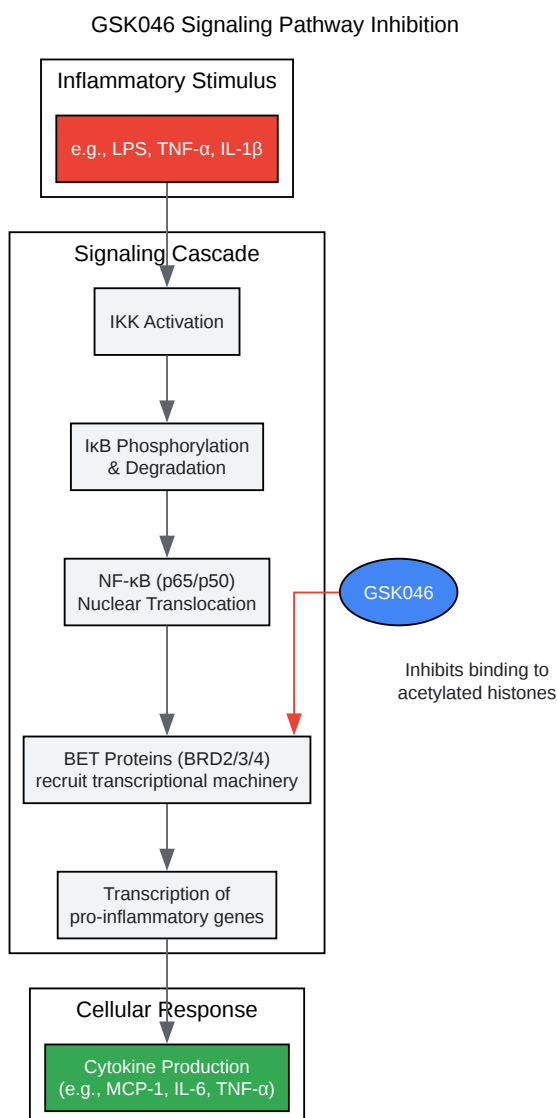 GSK046 Signaling Pathway Inhibition
Inflammatory Stimulus
e.g., LPS, TNF-α, IL-1β
Signaling Cascade
IKK Activation
IκB Phosphorylation
& Degradation
NF-κB (p65/p50)
Nuclear Translocation
GSK046
Inhibits binding to
acetylated histones
BET Proteins (BRD2/3/4)
recruit transcriptional machinery
Transcription of
pro-inflammatory genes
Cellular Response
Cytokine Production
(e.g., MCP-1, IL-6, TNF-α)